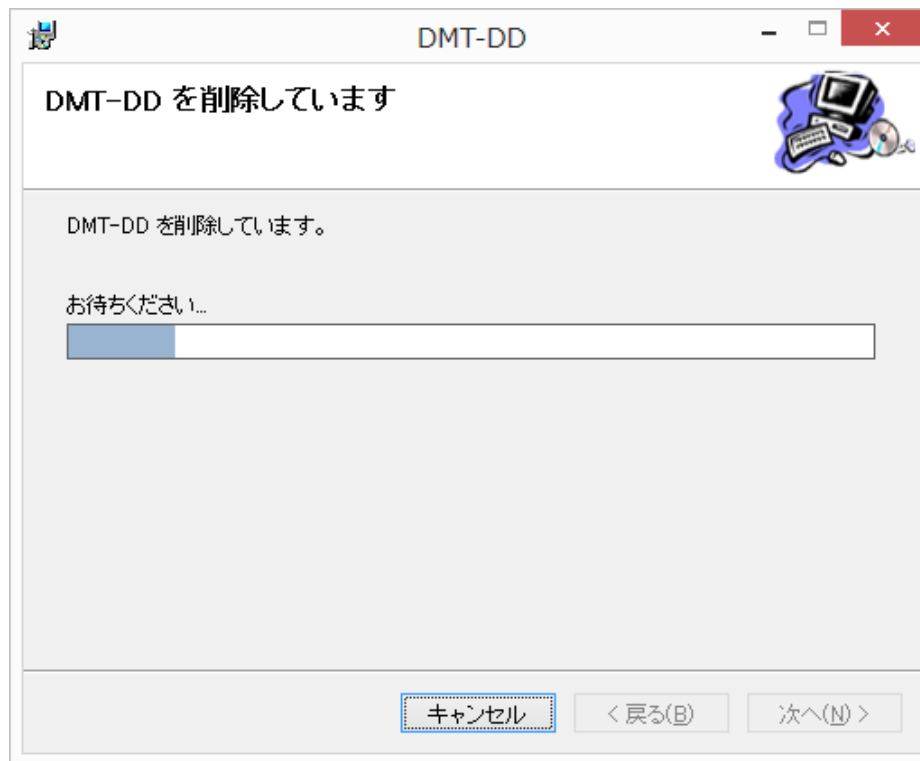 DMT-DD
DMT-DD を削除しています
DMT-DD を削除しています。
お待ちください...
キャンセル
< 戻る(B)
次へ(N) >